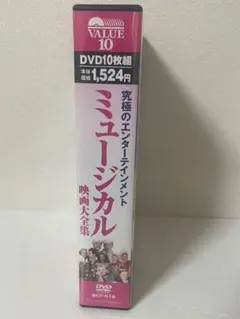 VALUE
10
DVD10枚組
本体価格 1,524円
究極のエンターテインメント
ミュージカル
映画大全集
DVD